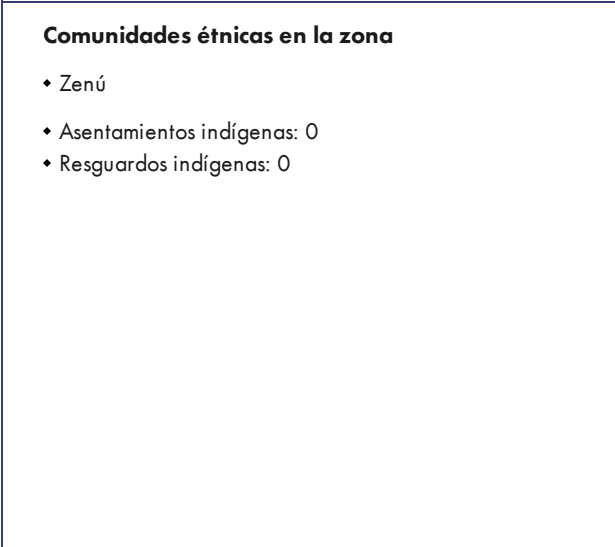 Comunidades étnicas en la zona
◆ Zenú
◆ Asentamientos indígenas: 0
◆ Resguardos indígenas: 0